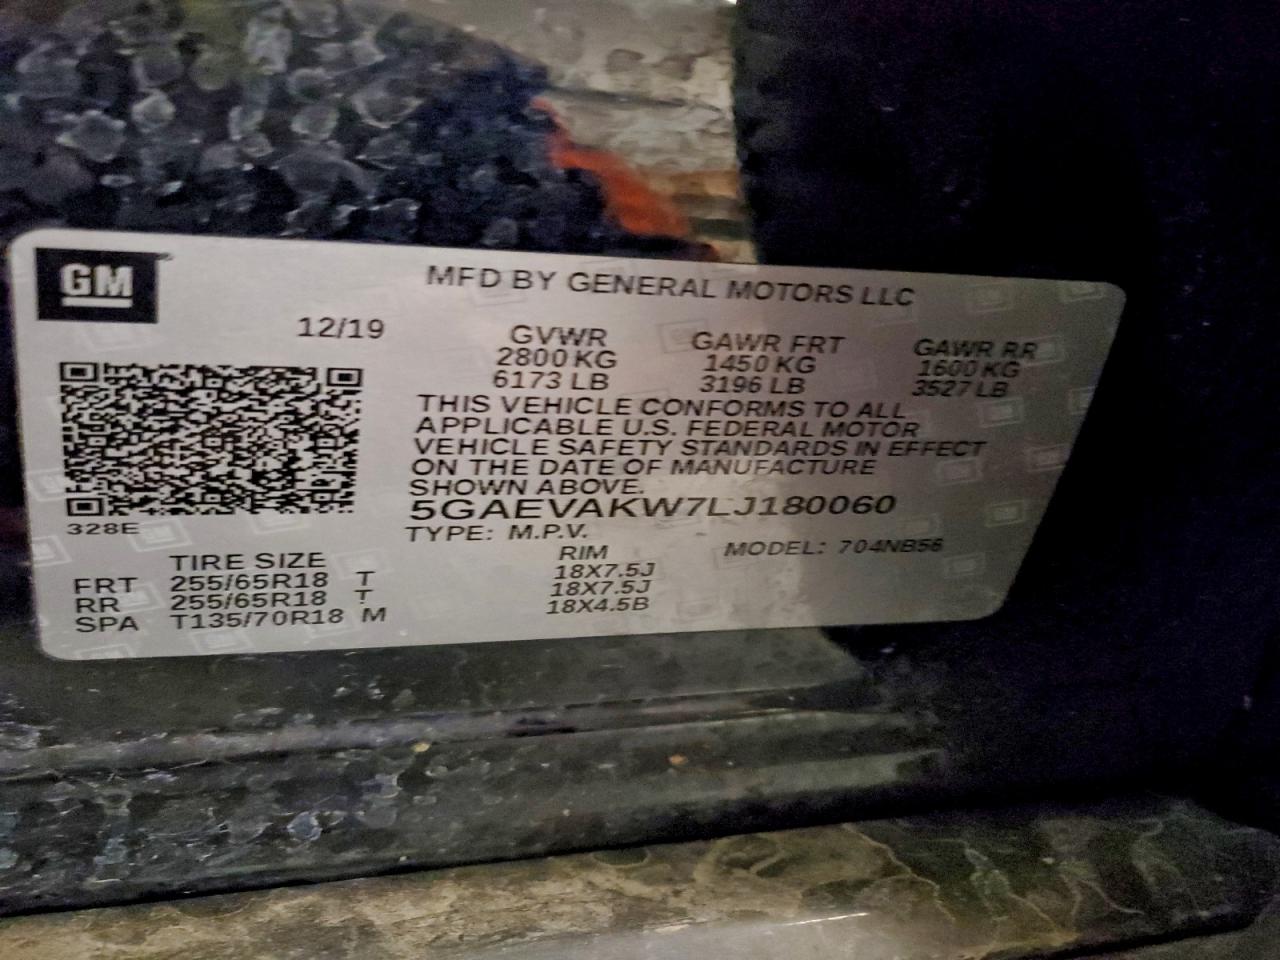 GM
MFD BY GENERAL MOTORS LLC
12/19
GVWR GAWR FRT GAWR RR
2800 KG 1450 KG 1600 KG
6173 LB 3196 LB 3527 LB
THIS VEHICLE CONFORMS TO ALL
APPLICABLE U.S. FEDERAL MOTOR
VEHICLE SAFETY STANDARDS IN EFFECT
ON THE DATE OF MANUFACTURE
SHOWN ABOVE.
5GAEVAKW7LJ180060
328E
TYPE: M.P.V. MODEL: 704NB56
TIRE SIZE RIM
FRT 255/65R18 T 18X7.5J
RR 255/65R18 T 18X7.5J
SPA T135/70R18 M 18X4.5B